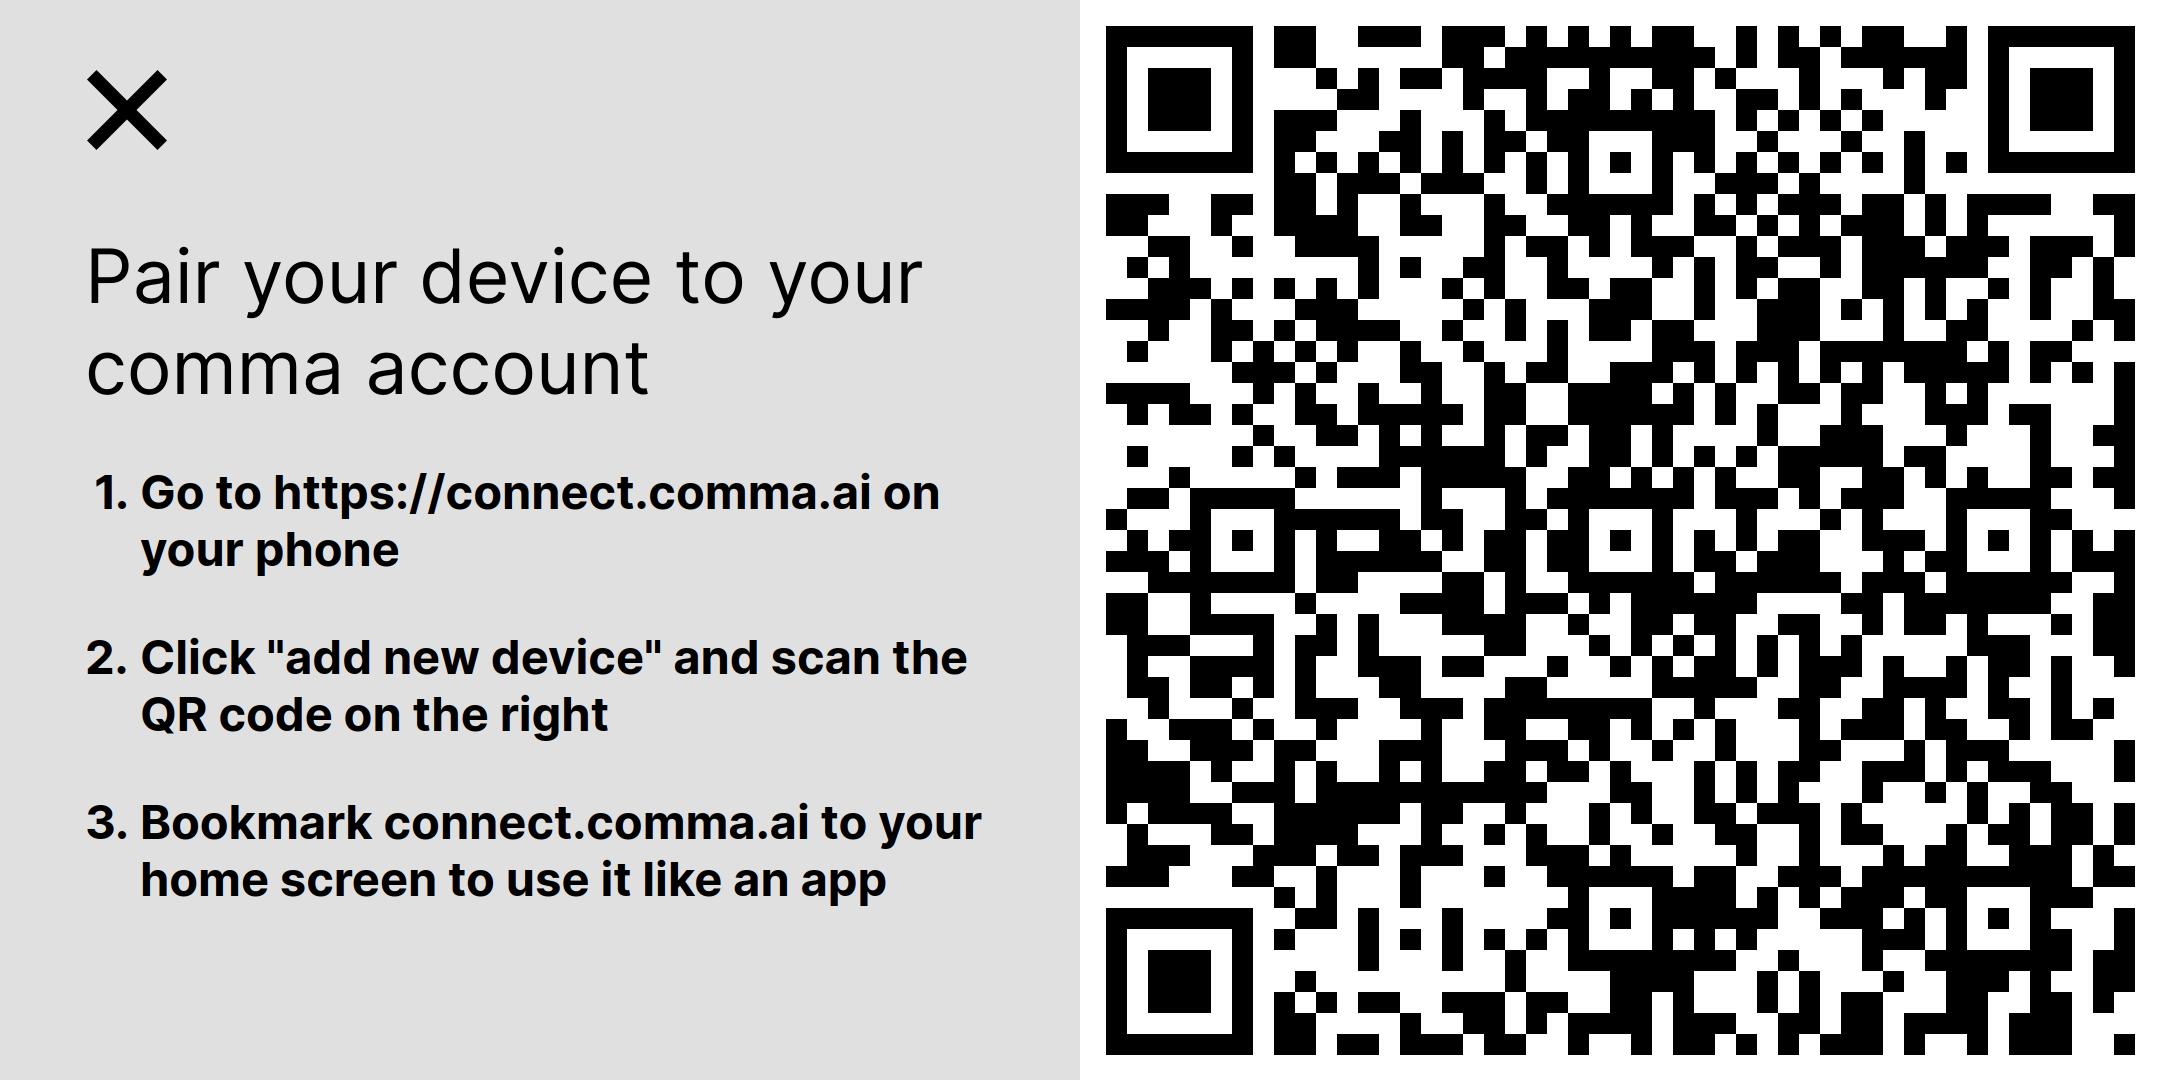 Pair your device to your
comma account
1. Go to https://connect.comma.ai on
your phone
2. Click "add new device" and scan the
QR code on the right
3. Bookmark connect.comma.ai to your
home screen to use it like an app